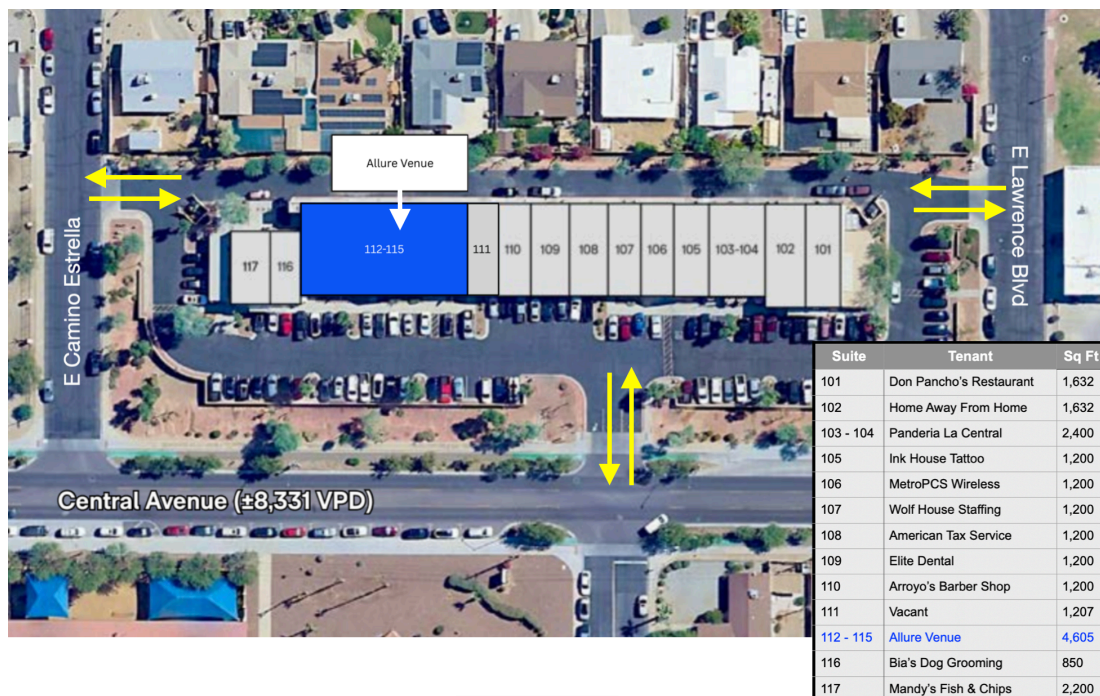 Allure Venue
E Camino Estrella
E Lawrence Blvd
117 116 112-115 111 110 109 108 107 106 105 103-104 102 101
Central Avenue (±8,331 VPD)
Suite Tenant Sq Ft
101 Don Pancho's Restaurant 1,632
102 Home Away From Home 1,632
103 - 104 Panderia La Central 2,400
105 Ink House Tattoo 1,200
106 MetroPCS Wireless 1,200
107 Wolf House Staffing 1,200
108 American Tax Service 1,200
109 Elite Dental 1,200
110 Arroyo's Barber Shop 1,200
111 Vacant 1,207
112 - 115 Allure Venue 4,605
116 Bia's Dog Grooming 850
117 Mandy's Fish & Chips 2,200